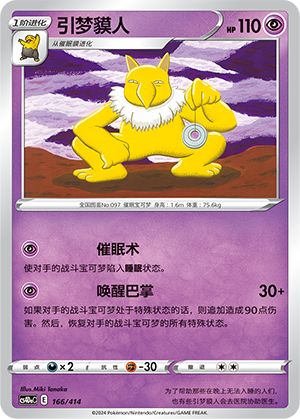 1阶进化 引梦貘人 HP 110
从催眠貘进化
全国图鉴No.097 催眠宝可梦 身高：1.6m 体重：75.6kg
催眠术
使对手的战斗宝可梦陷入睡眠状态。
唤醒巴掌 30+
如果对手的战斗宝可梦处于特殊状态的话，则追加造成90点伤
害。然后，恢复对手的战斗宝可梦的所有特殊状态。
弱点 ×2 抗性 -30 撤退
Illus.Miki Tanaka
E 166/414
为了帮助那些在晚上无法入睡的人们，
也有些引梦貘人会去医院协助医生。
©2024 Pokémon/Nintendo/Creatures/GAME FREAK.